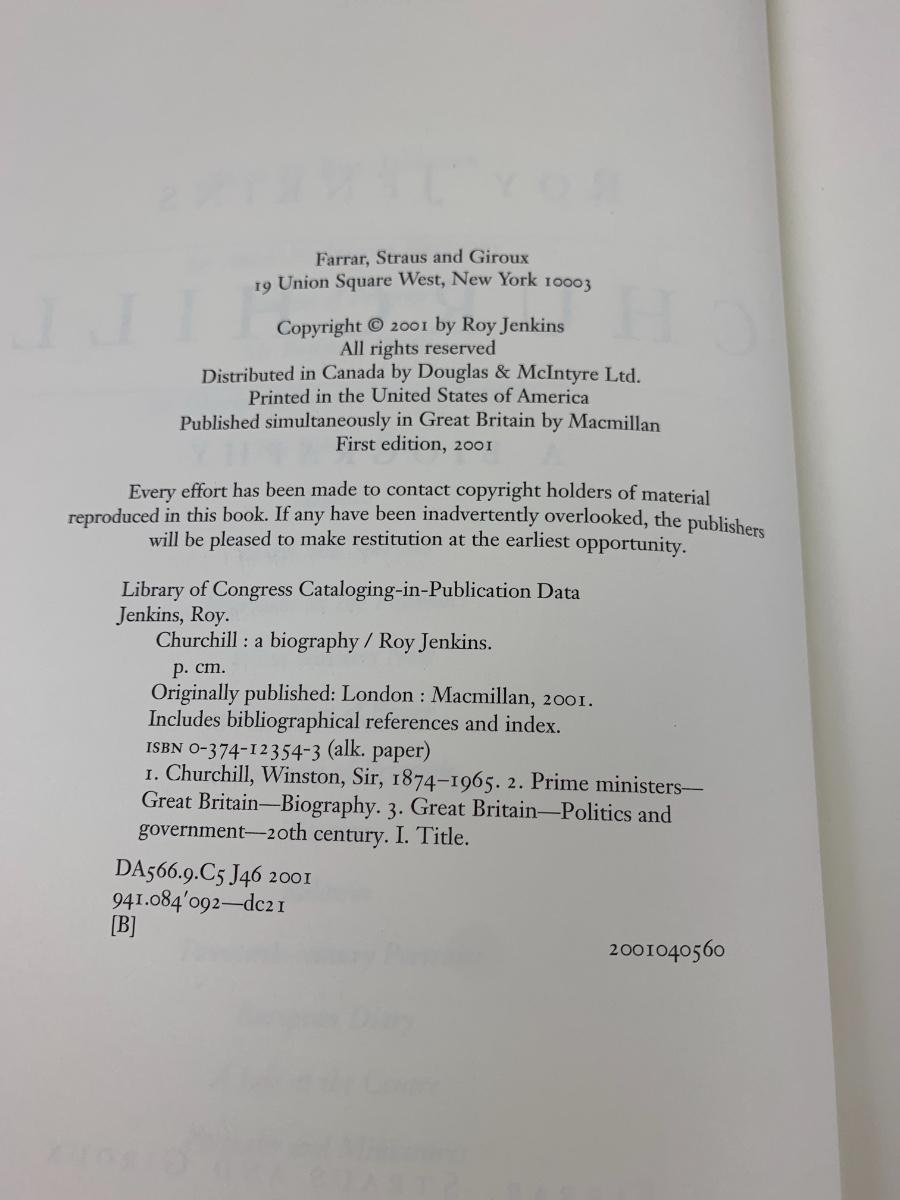 Farrar, Straus and Giroux
19 Union Square West, New York 10003
Copyright © 2001 by Roy Jenkins
All rights reserved
Distributed in Canada by Douglas & McIntyre Ltd.
Printed in the United States of America
Published simultaneously in Great Britain by Macmillan
First edition, 2001
Every effort has been made to contact copyright holders of material
reproduced in this book. If any have been inadvertently overlooked, the publishers
will be pleased to make restitution at the earliest opportunity.
Library of Congress Cataloging-in-Publication Data
Jenkins, Roy.
Churchill : a biography / Roy Jenkins.
p. cm.
Originally published: London : Macmillan, 2001.
Includes bibliographical references and index.
ISBN 0-374-12354-3 (alk. paper)
1. Churchill, Winston, Sir, 1874–1965. 2. Prime ministers—
Great Britain—Biography. 3. Great Britain—Politics and
government—20th century. I. Title.
DA566.9.C5 J46 2001
941.084'092—dc21
[B]
2001040560